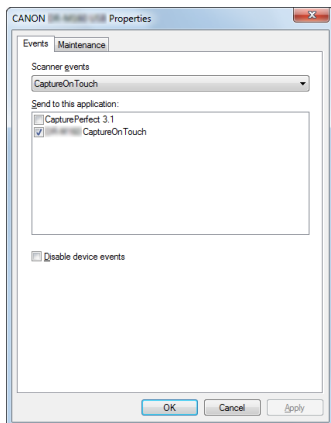 CANON Properties
Events Maintenance
Scanner events
CaptureOnTouch
Send to this application:
CapturePerfect 3.1
CaptureOnTouch
Disable device events
OK Cancel Apply